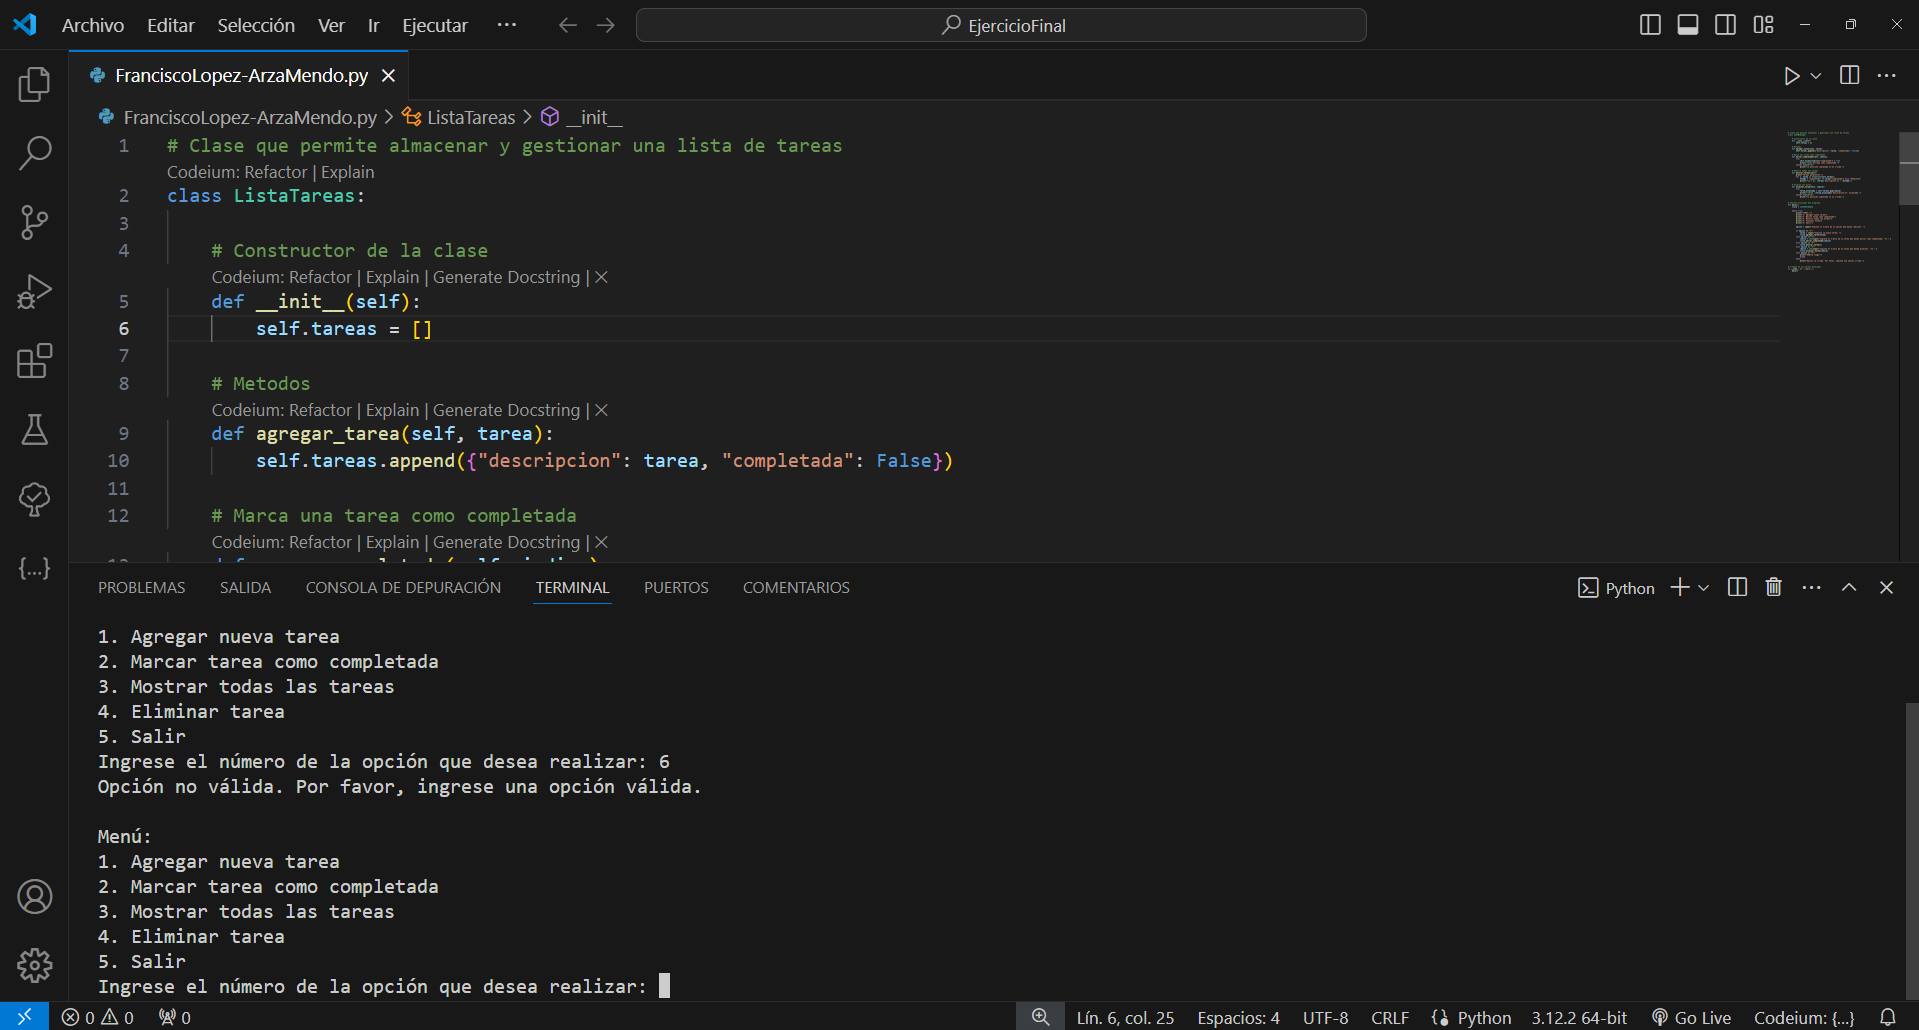 Archivo Editar Selección Ver Ir Ejecutar ··· EjercicioFinal
FranciscoLopez-ArzaMendo.py
FranciscoLopez-ArzaMendo.py > ListaTareas > __init__
1 # Clase que permite almacenar y gestionar una lista de tareas
Codeium: Refactor | Explain
2 class ListaTareas:
3
4 # Constructor de la clase
Codeium: Refactor | Explain | Generate Docstring | ×
5 def __init__(self):
6 self.tareas = []
7
8 # Metodos
Codeium: Refactor | Explain | Generate Docstring | ×
9 def agregar_tarea(self, tarea):
10 self.tareas.append({"descripcion": tarea, "completada": False})
11
12 # Marca una tarea como completada
Codeium: Refactor | Explain | Generate Docstring | ×
PROBLEMAS SALIDA CONSOLA DE DEPURACIÓN TERMINAL PUERTOS COMENTARIOS Python
1. Agregar nueva tarea
2. Marcar tarea como completada
3. Mostrar todas las tareas
4. Eliminar tarea
5. Salir
Ingrese el número de la opción que desea realizar: 6
Opción no válida. Por favor, ingrese una opción válida.
Menú:
1. Agregar nueva tarea
2. Marcar tarea como completada
3. Mostrar todas las tareas
4. Eliminar tarea
5. Salir
Ingrese el número de la opción que desea realizar:
0 0 0 Lín. 6, col. 25 Espacios: 4 UTF-8 CRLF Python 3.12.2 64-bit Go Live Codeium: {...}